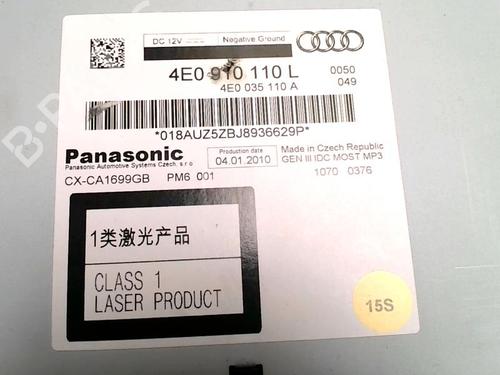 DC 12V Negative Ground
4E0 910 110 L 0050
4E0 035 110 A 049
*018AUZ5ZBJ8936629P*
Panasonic
Panasonic Automotive Systems Czech, s.r.o
Production date
04.01.2010
Made in Czech Republic
GEN III IDC MOST MP3
CX-CA1699GB PM6 001
1070 0376
1类激光产品
CLASS 1
LASER PRODUCT
15S